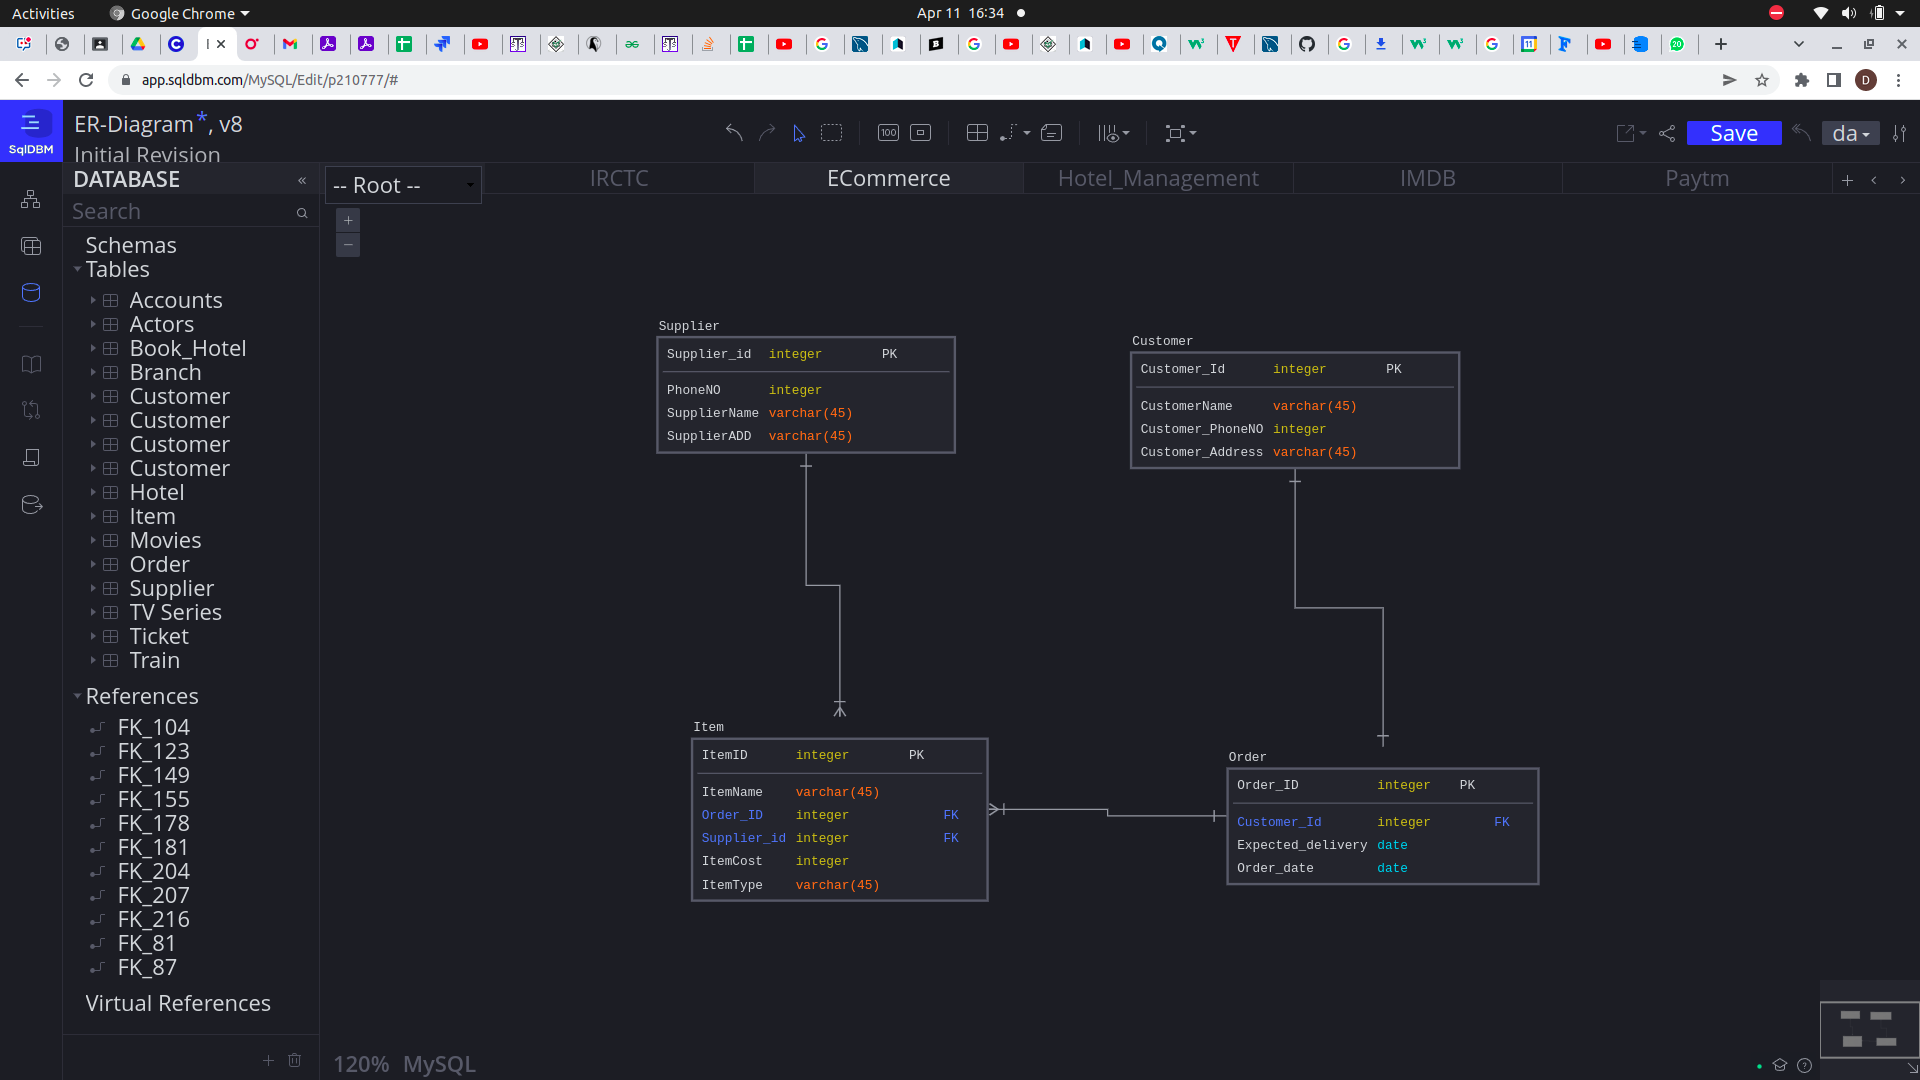 Activities
Google Chrome
Apr 11 16:34
20
app.sqldbm.com/MySQL/Edit/p210777/#
D
SqlDBM
ER-Diagram*, v8
Initial Revision
100
Save
da
DATABASE
Search
-- Root --
IRCTC
ECommerce
Hotel_Management
IMDB
Paytm
Schemas
Tables
Accounts
Actors
Book_Hotel
Branch
Customer
Customer
Customer
Customer
Hotel
Item
Movies
Order
Supplier
TV Series
Ticket
Train
References
FK_104
FK_123
FK_149
FK_155
FK_178
FK_181
FK_204
FK_207
FK_216
FK_81
FK_87
Virtual References
Supplier
Supplier_id integer PK
PhoneNO integer
SupplierName varchar(45)
SupplierADD varchar(45)
Customer
Customer_Id integer PK
CustomerName varchar(45)
Customer_PhoneNO integer
Customer_Address varchar(45)
Item
ItemID integer PK
ItemName varchar(45)
Order_ID integer FK
Supplier_id integer FK
ItemCost integer
ItemType varchar(45)
Order
Order_ID integer PK
Customer_Id integer FK
Expected_delivery date
Order_date date
120% MySQL